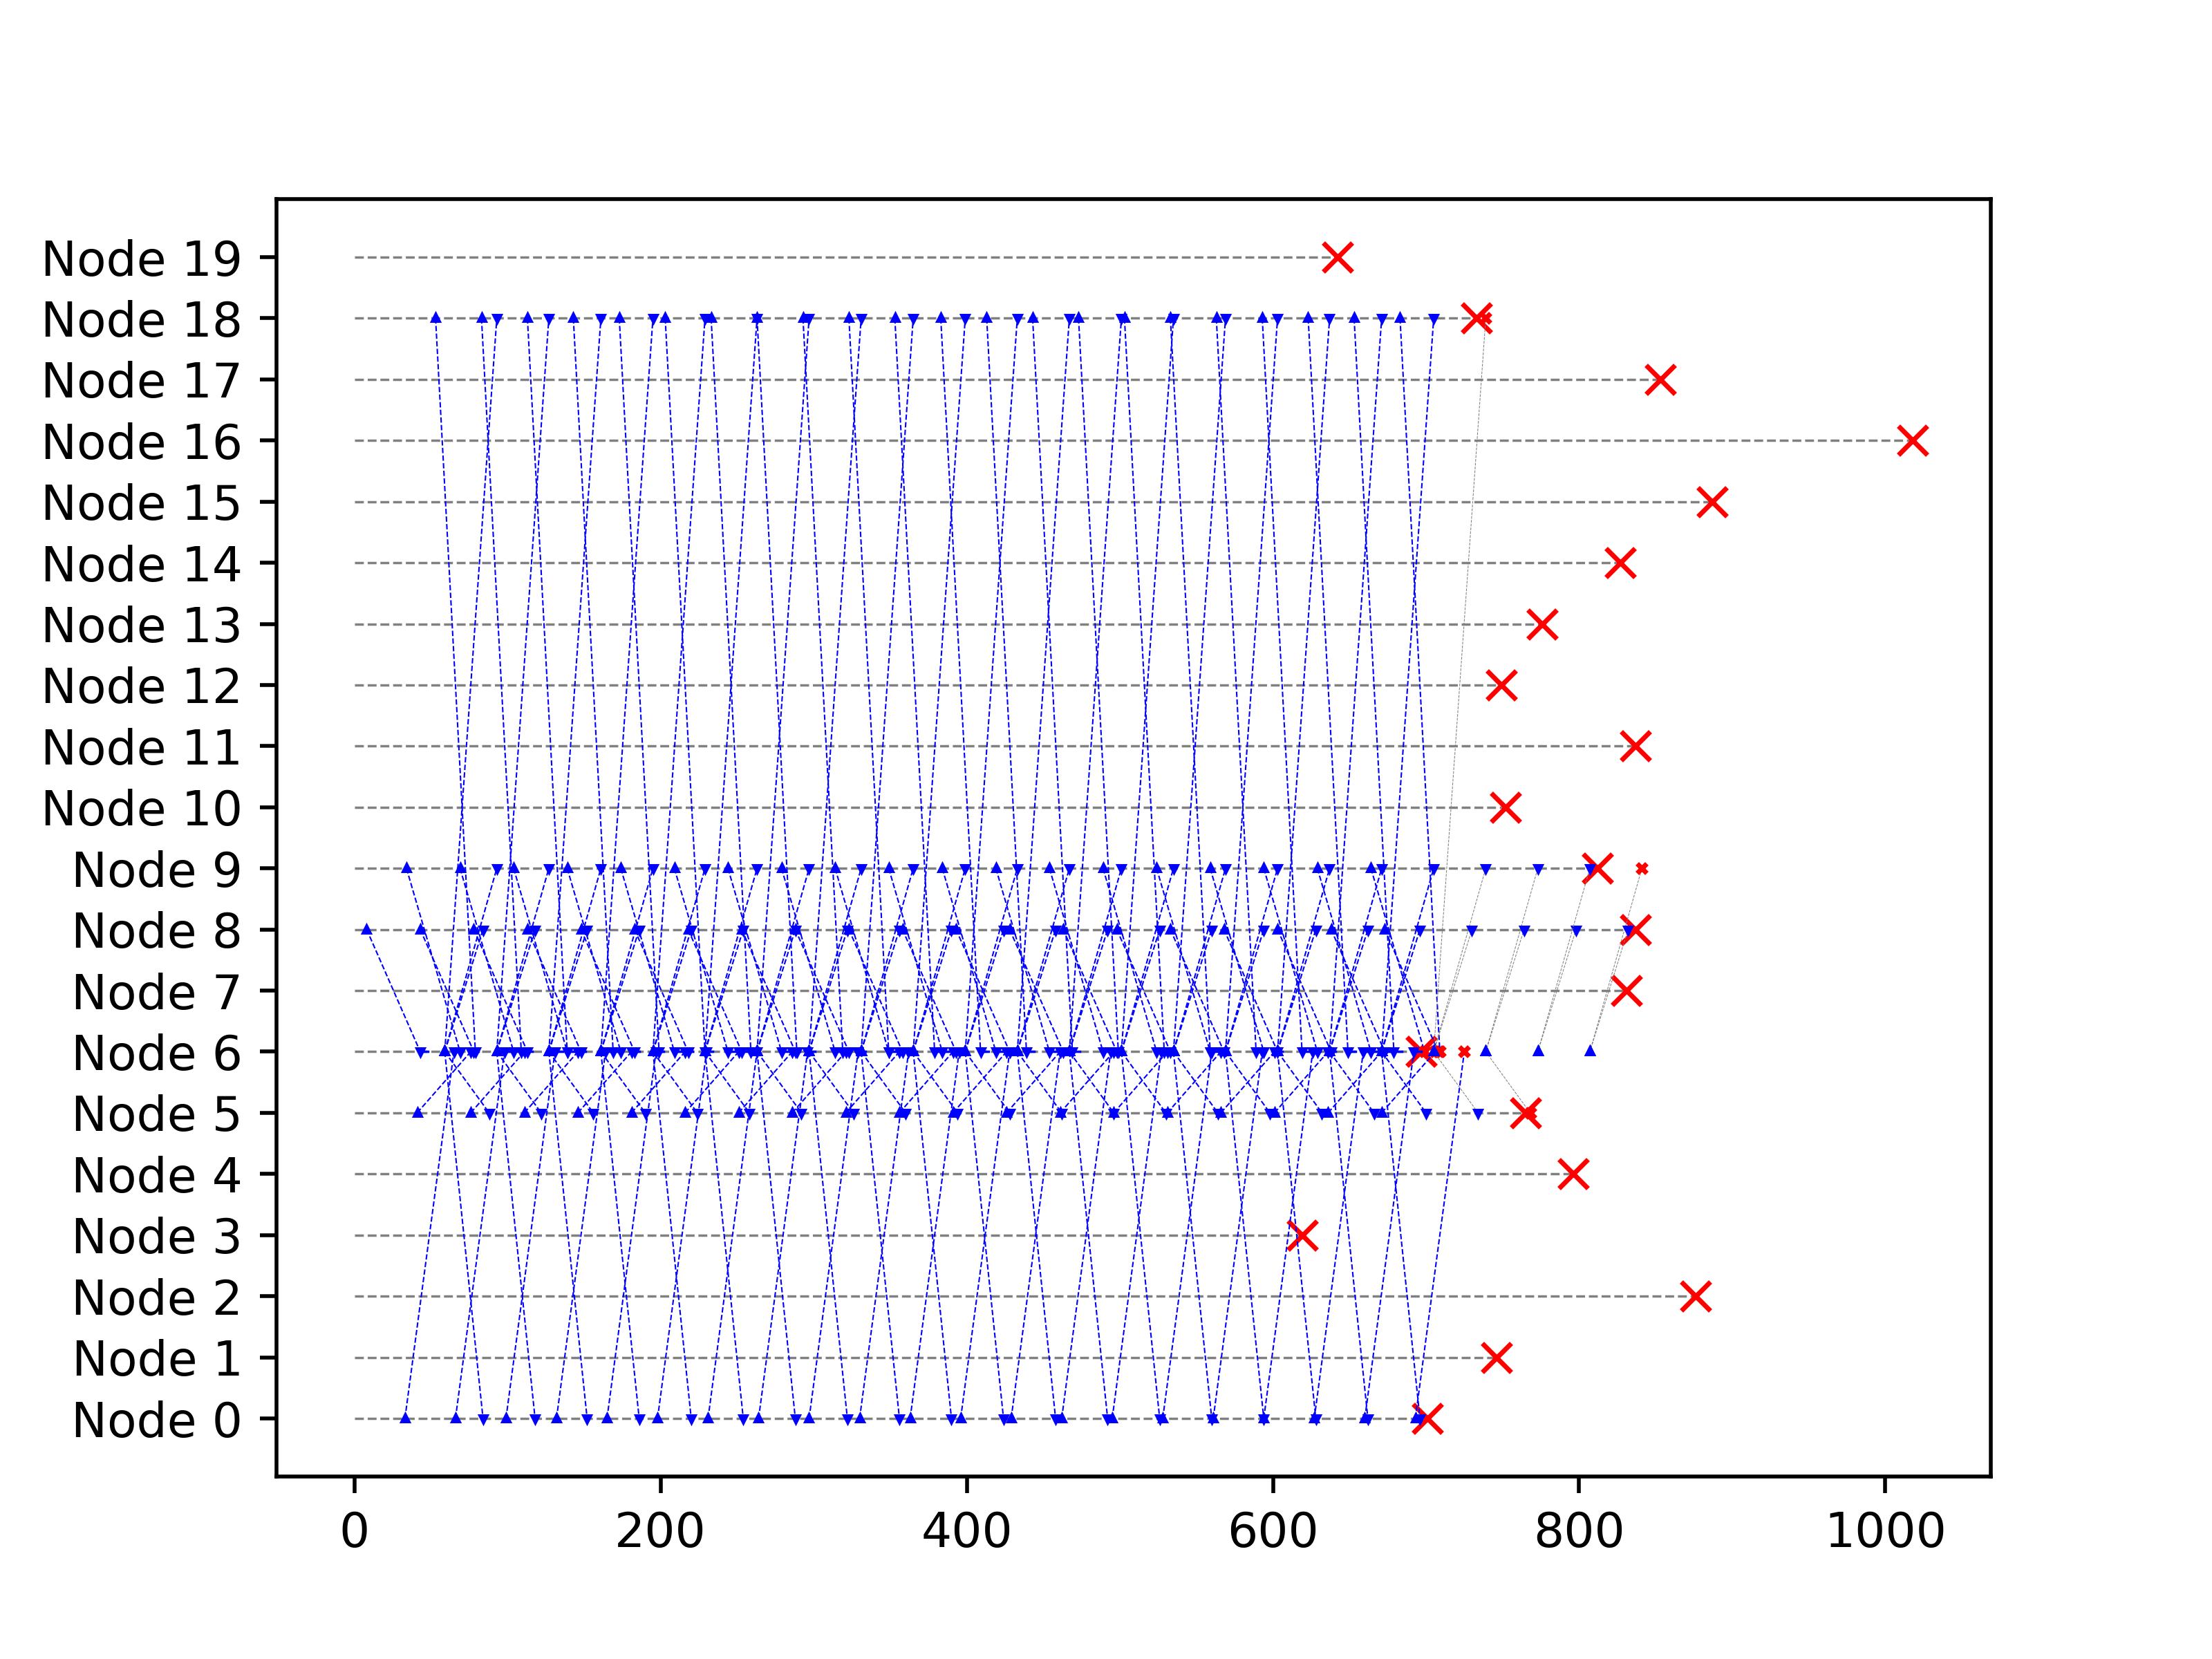 Node 19
Node 18
Node 17
Node 16
Node 15
Node 14
Node 13
Node 12
Node 11
Node 10
Node 9
Node 8
Node 7
Node 6
Node 5
Node 4
Node 3
Node 2
Node 1
Node 0
0 200 400 600 800 1000